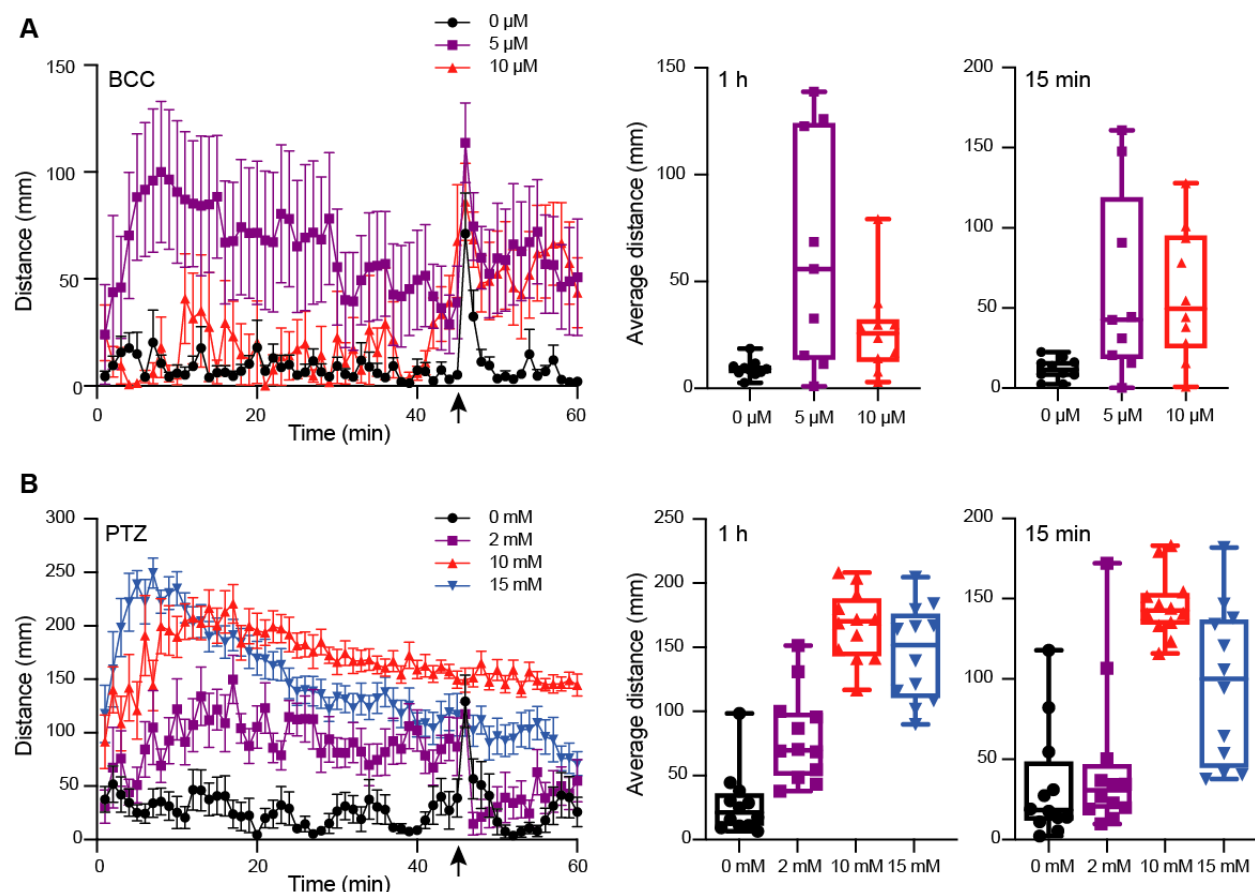 A
0 µM
5 µM
10 µM
BCC
Distance (mm)
150
100
50
0
0
20
40
60
Time (min)
1 h
Average distance (mm)
150
100
50
0
0 µM
5 µM
10 µM
15 min
200
150
100
50
0
0 µM
5 µM
10 µM
B
0 mM
2 mM
10 mM
15 mM
PTZ
Distance (mm)
300
250
200
150
100
50
0
0
20
40
60
Time (min)
1 h
Average distance (mm)
250
200
150
100
50
0
0 mM
2 mM
10 mM
15 mM
15 min
200
150
100
50
0
0 mM
2 mM
10 mM
15 mM